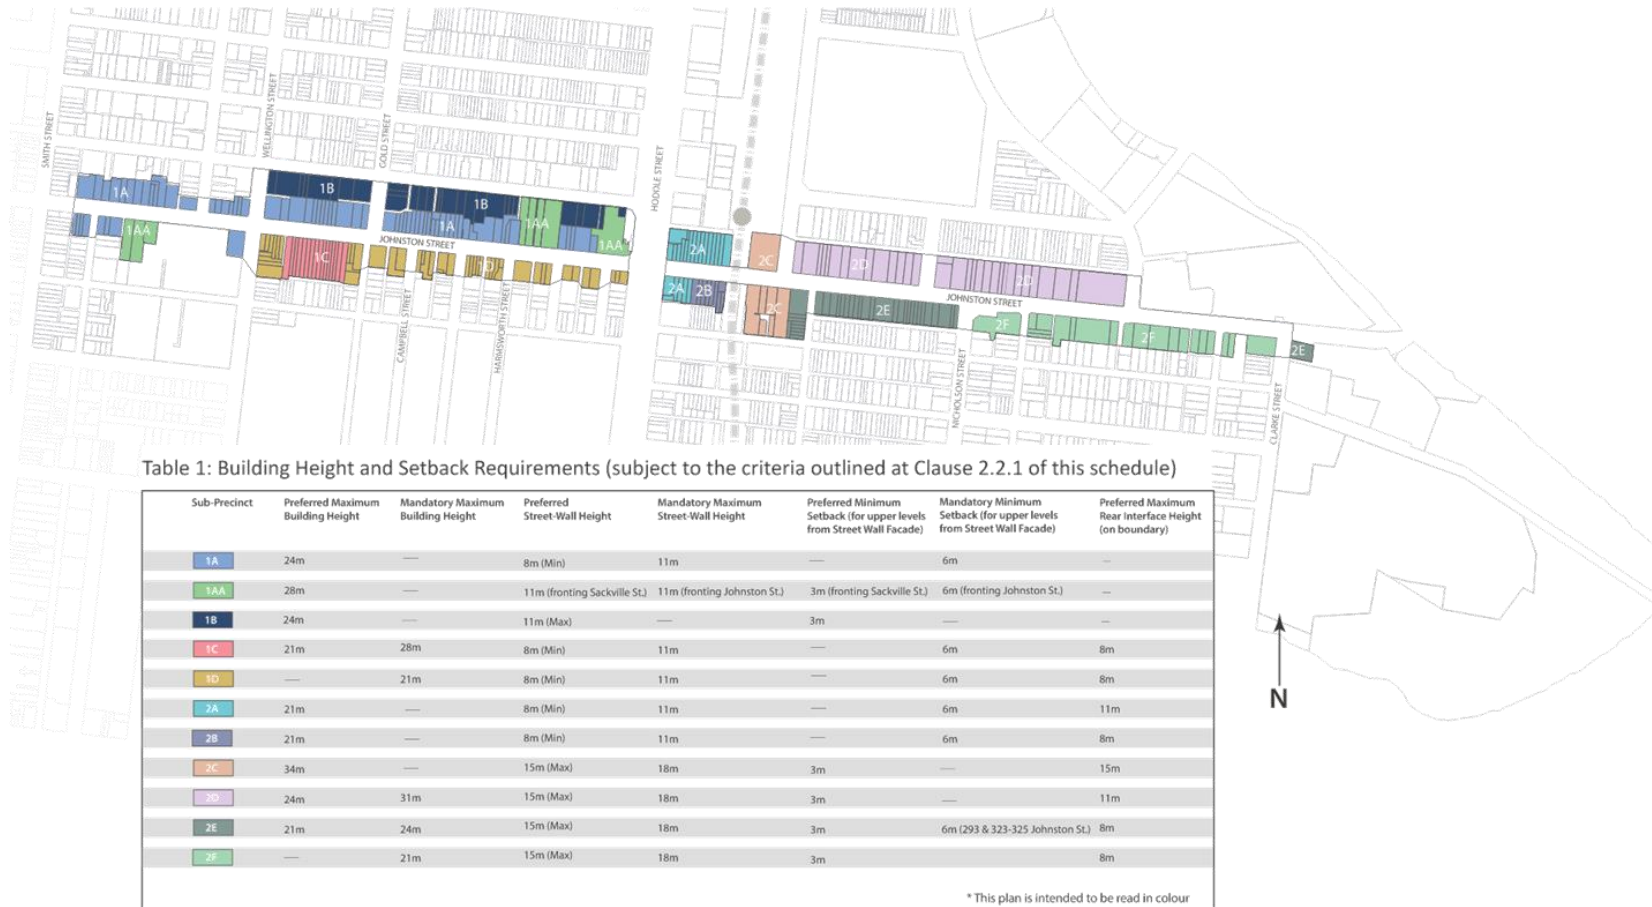 SMITH STREET
WELLINGTON STREET
GOLD STREET
HODDLE STREET
1A
1B
1B
1AA
1A
1AA
1AA
JOHNSTON STREET
1C
1D
CAMPBELL STREET
HARMSWORTH STREET
2A
2C
2D
2D
2A
2B
2C
2E
JOHNSTON STREET
2F
2F
2E
NICHOLSON STREET
CLARKE STREET
N
Table 1: Building Height and Setback Requirements (subject to the criteria outlined at Clause 2.2.1 of this schedule)
Sub-Precinct Preferred Maximum Building Height Mandatory Maximum Building Height Preferred Street-Wall Height Mandatory Maximum Street-Wall Height Preferred Minimum Setback (for upper levels from Street Wall Facade) Mandatory Minimum Setback (for upper levels from Street Wall Facade) Preferred Maximum Rear Interface Height (on boundary)
1A 24m — 8m (Min) 11m — 6m —
1AA 28m — 11m (fronting Sackville St.) 11m (fronting Johnston St.) 3m (fronting Sackville St.) 6m (fronting Johnston St.) —
1B 24m — 11m (Max) — 3m — —
1C 21m 28m 8m (Min) 11m — 6m 8m
1D — 21m 8m (Min) 11m — 6m 8m
2A 21m — 8m (Min) 11m — 6m 11m
2B 21m — 8m (Min) 11m — 6m 8m
2C 34m — 15m (Max) 18m 3m — 15m
2D 24m 31m 15m (Max) 18m 3m — 11m
2E 21m 24m 15m (Max) 18m 3m 6m (293 & 323-325 Johnston St.) 8m
2F — 21m 15m (Max) 18m 3m 8m
* This plan is intended to be read in colour